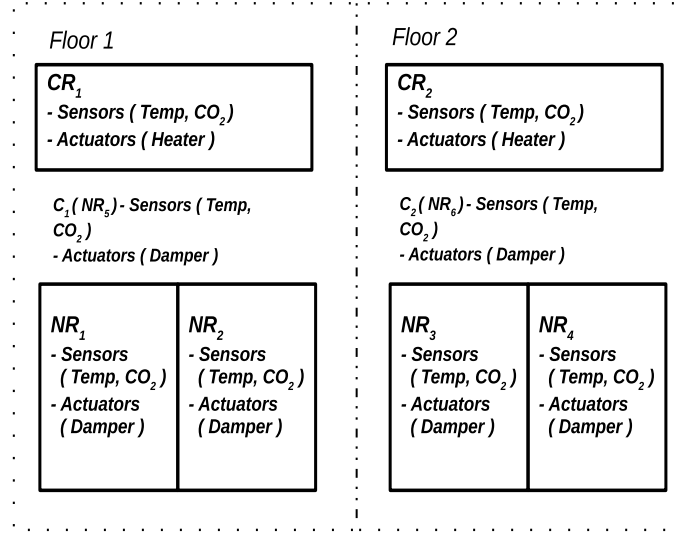 Floor 1
CR1
- Sensors ( Temp, CO2)
- Actuators ( Heater )
C1( NR5)- Sensors ( Temp,
CO2 )
- Actuators ( Damper )
NR1
- Sensors
( Temp, CO2 )
- Actuators
( Damper )
NR2
- Sensors
( Temp, CO2 )
- Actuators
( Damper )
Floor 2
CR2
- Sensors ( Temp, CO2)
- Actuators ( Heater )
C2( NR6)- Sensors ( Temp,
CO2 )
- Actuators ( Damper )
NR3
- Sensors
( Temp, CO2 )
- Actuators
( Damper )
NR4
- Sensors
( Temp, CO2 )
- Actuators
( Damper )